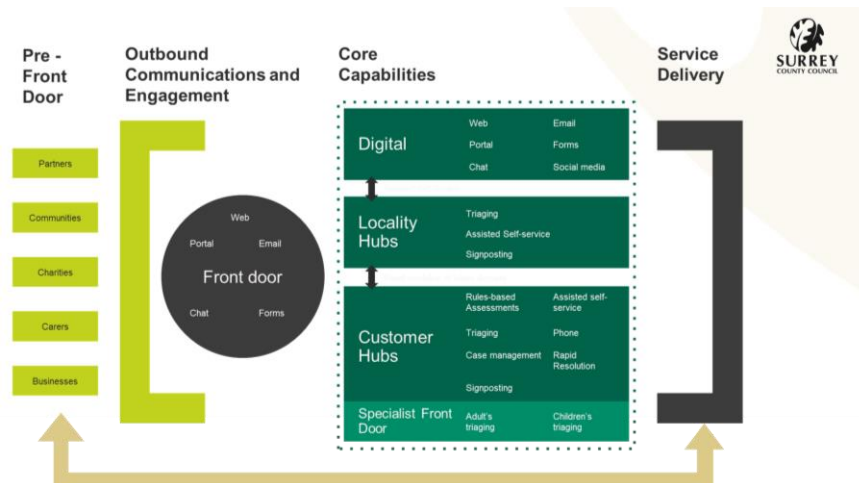 Pre -
Front
Door
Outbound
Communications and
Engagement
Core
Capabilities
Service
Delivery
SURREY
COUNTY COUNCIL
Partners
Communities
Charities
Carers
Businesses
Web
Portal
Email
Front door
Chat
Forms
Digital
Web
Email
Portal
Forms
Chat
Social media
Locality
Hubs
Triaging
Assisted Self-service
Signposting
Customer
Hubs
Rules-based
Assessments
Assisted self-
service
Triaging
Phone
Case management
Rapid
Resolution
Signposting
Specialist Front
Door
Adult's
triaging
Children's
triaging